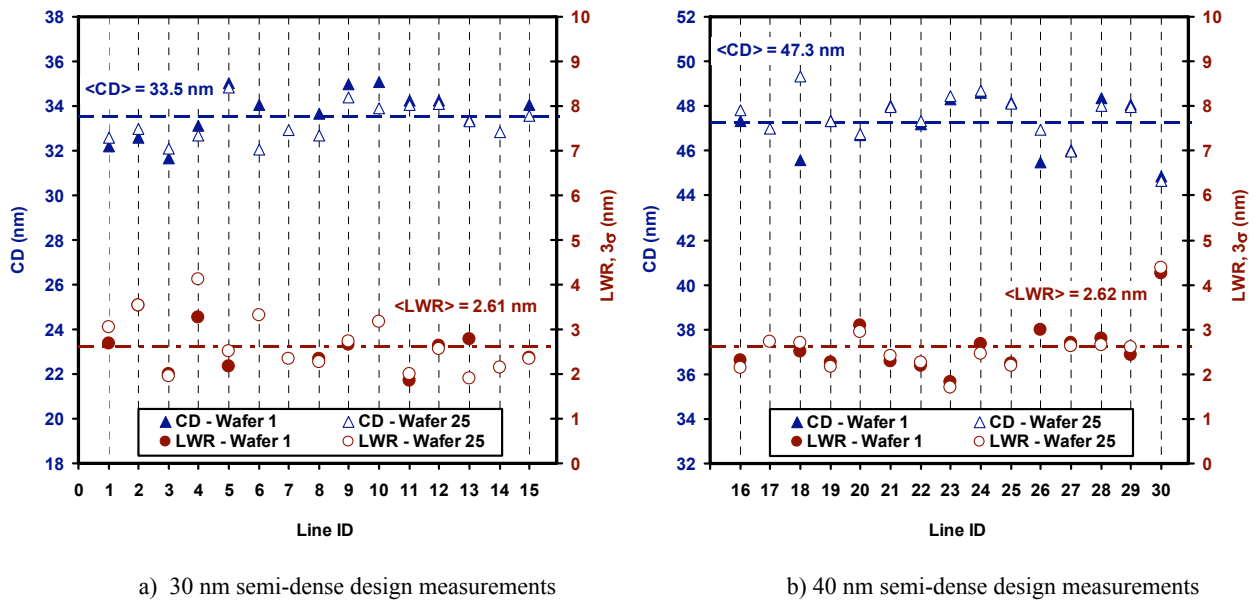 36
34
32
30
28
26
24
22
20
18
CD (nm)
<CD> = 33.5 nm
<LWR> = 2.61 nm
CD - Wafer 1
CD - Wafer 25
LWR - Wafer 1
LWR - Wafer 25
10
9
8
7
6
5
4
3
2
1
0
LWR, 3σ (nm)
0 1 2 3 4 5 6 7 8 9 10 11 12 13 14 15
Line ID
a) 30 nm semi-dense design measurements
52
50
48
46
44
42
40
38
36
34
32
CD (nm)
<CD> = 47.3 nm
<LWR> = 2.62 nm
CD - Wafer 1
CD - Wafer 25
LWR - Wafer 1
LWR - Wafer 25
10
9
8
7
6
5
4
3
2
1
0
LWR, 3σ (nm)
16 17 18 19 20 21 22 23 24 25 26 27 28 29 30
Line ID
b) 40 nm semi-dense design measurements